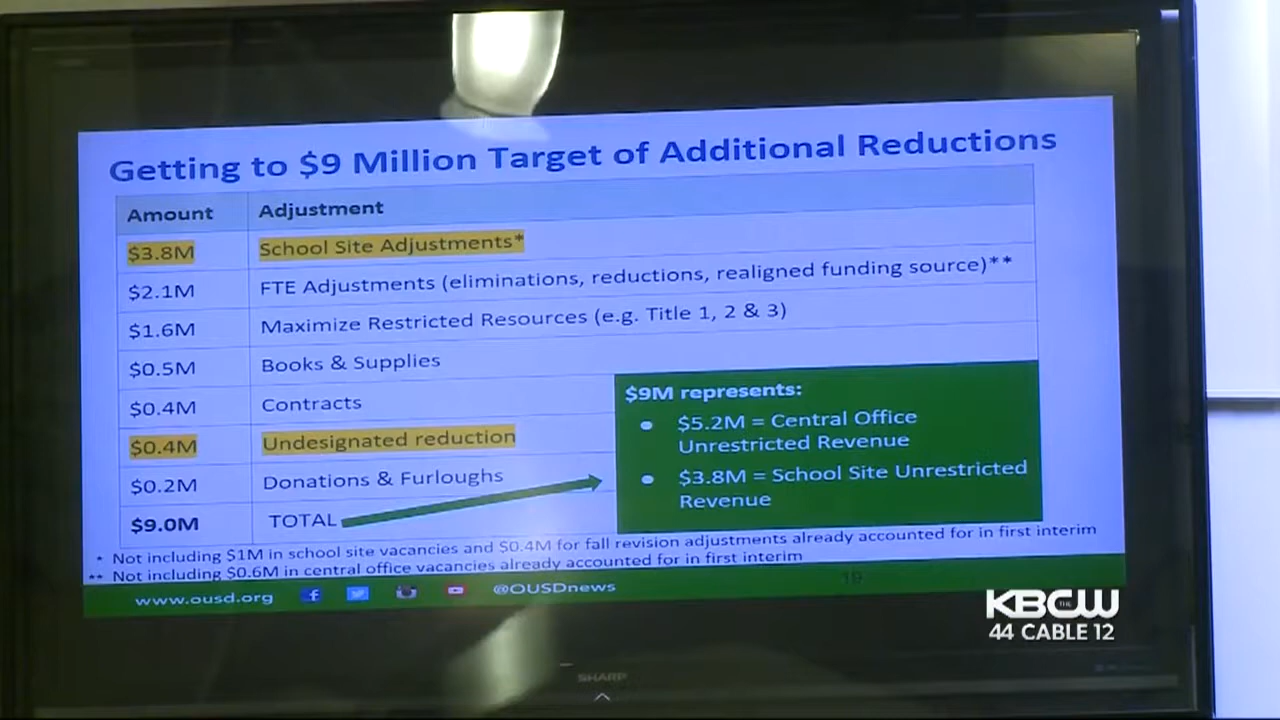 Getting to $9 Million Target of Additional Reductions
Amount Adjustment
$3.8M School Site Adjustments*
$2.1M FTE Adjustments (eliminations, reductions, realigned funding source)**
$1.6M Maximize Restricted Resources (e.g. Title 1, 2 & 3)
$0.5M Books & Supplies
$0.4M Contracts
$0.4M Undesignated reduction
$0.2M Donations & Furloughs
$9.0M TOTAL
$9M represents:
● $5.2M = Central Office
Unrestricted Revenue
● $3.8M = School Site Unrestricted
Revenue
* Not including $1M in school site vacancies and $0.4M for fall revision adjustments already accounted for in first interim
** Not including $0.6M in central office vacancies already accounted for in first interim
www.ousd.org @OUSDnews
19
KBCW THE
44 CABLE 12
SHARP